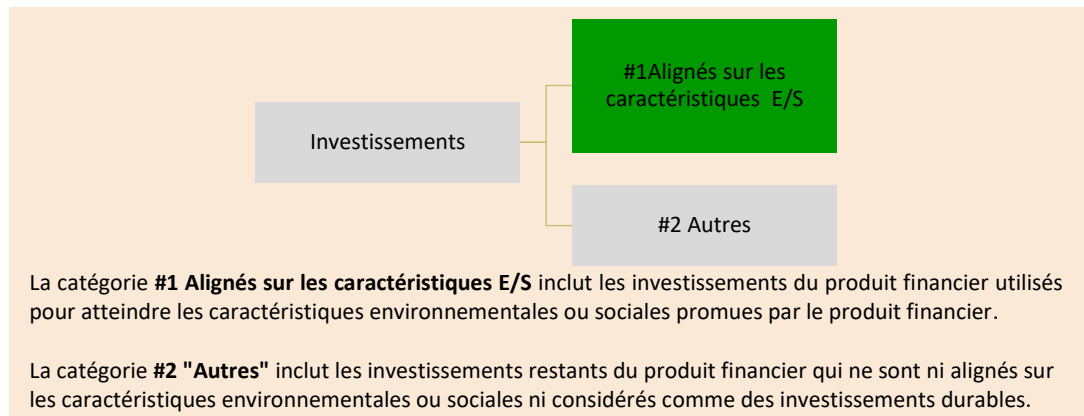 #1Alignés sur les
caractéristiques E/S
Investissements
#2 Autres
La catégorie #1 Alignés sur les caractéristiques E/S inclut les investissements du produit financier utilisés
pour atteindre les caractéristiques environnementales ou sociales promues par le produit financier.
La catégorie #2 "Autres" inclut les investissements restants du produit financier qui ne sont ni alignés sur
les caractéristiques environnementales ou sociales ni considérés comme des investissements durables.